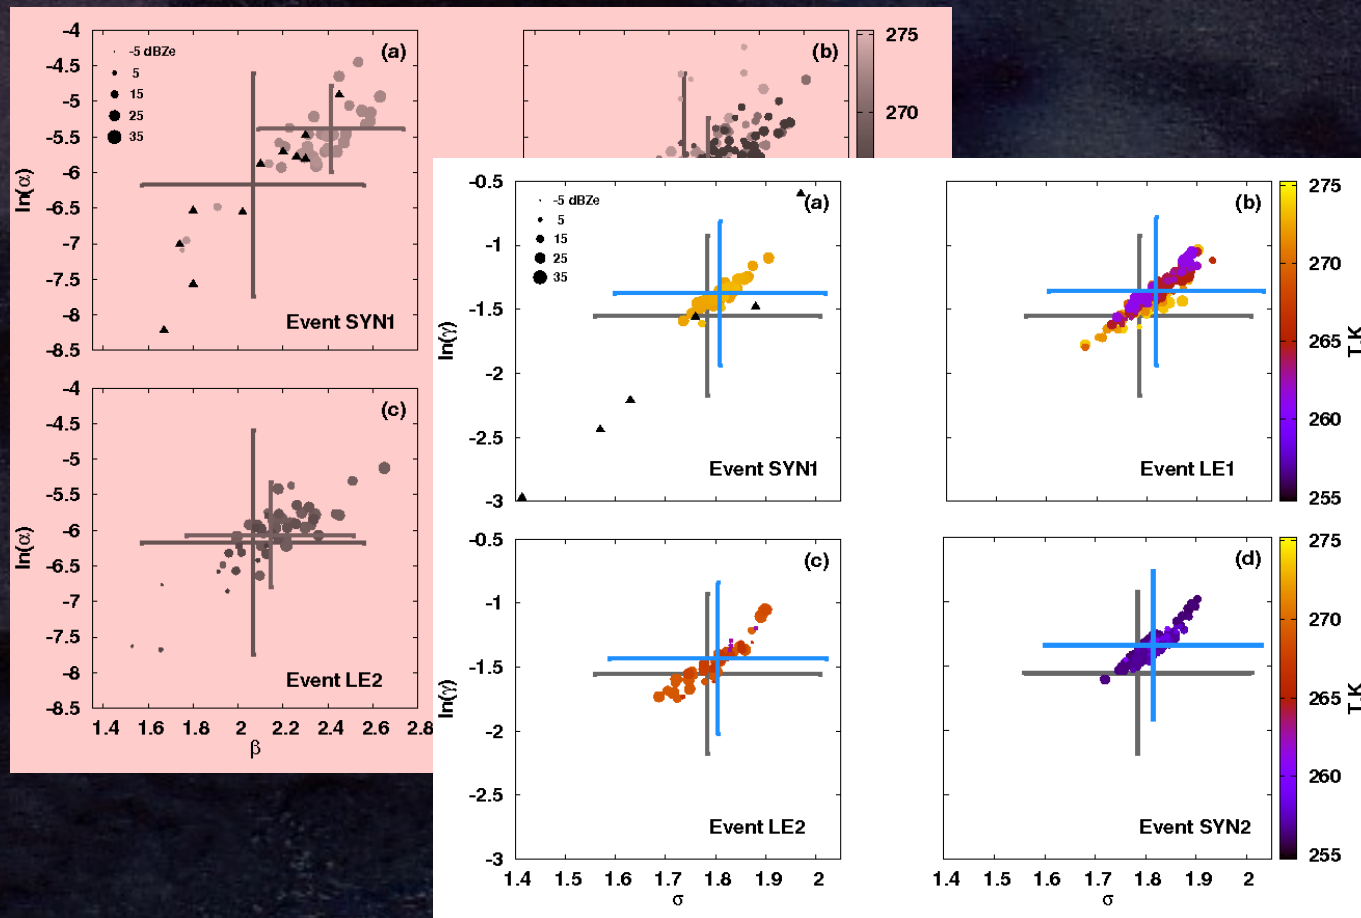 -4
-4.5
-5
-5.5
-6
-6.5
-7
-7.5
-8
-8.5
ln(α)
-5 dBZe
5
15
25
35
(a)
Event SYN1
(b)
275
270
-4
-4.5
-5
-5.5
-6
-6.5
-7
-7.5
-8
-8.5
ln(α)
(c)
Event LE2
1.4 1.6 1.8 2 2.2 2.4 2.6 2.8
β
-0.5
-1
-1.5
-2
-2.5
-3
ln(γ)
-5 dBZe
5
15
25
35
(a)
Event SYN1
(b)
Event LE1
275
270
265
260
255
T,K
-0.5
-1
-1.5
-2
-2.5
-3
ln(γ)
(c)
Event LE2
1.4 1.5 1.6 1.7 1.8 1.9 2
σ
(d)
Event SYN2
1.4 1.5 1.6 1.7 1.8 1.9 2
σ
275
270
265
260
255
T,K